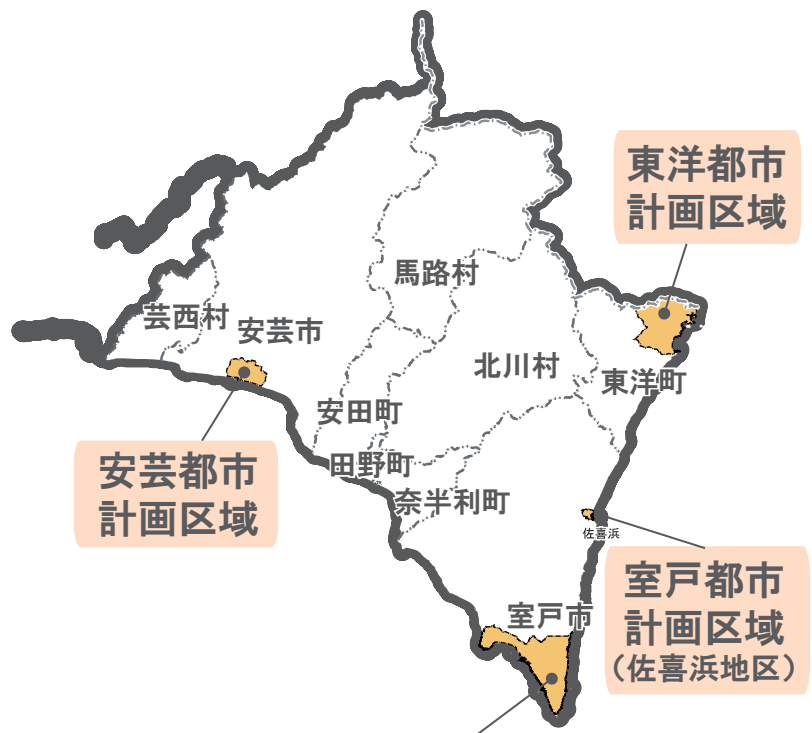 東洋都市
計画区域
馬路村
芸西村
安芸市
北川村
東洋町
安田町
安芸都市
計画区域
田野町
奈半利町
佐喜浜
室戸都市
計画区域
(佐喜浜地区)
室戸市